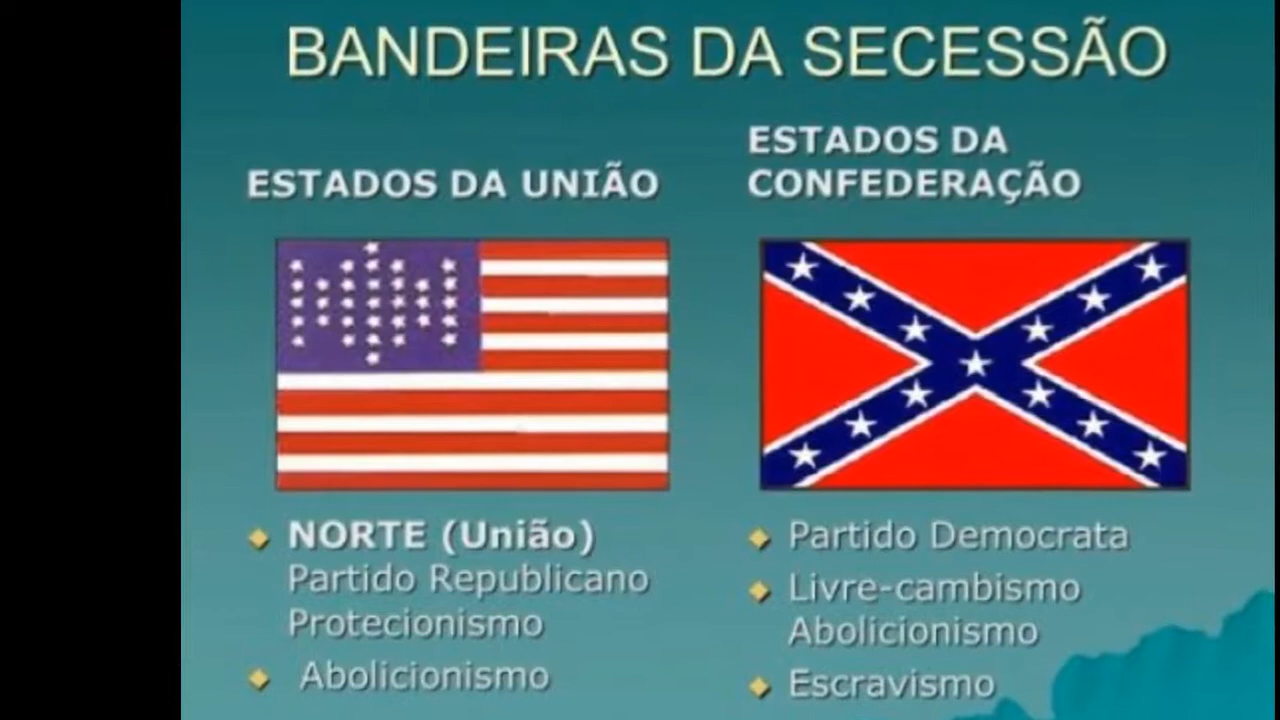 BANDEIRAS DA SECESSÃO
ESTADOS DA UNIÃO
NORTE (União)
Partido Republicano
Protecionismo
Abolicionismo
ESTADOS DA
CONFEDERAÇÃO
Partido Democrata
Livre-cambismo
Abolicionismo
Escravismo